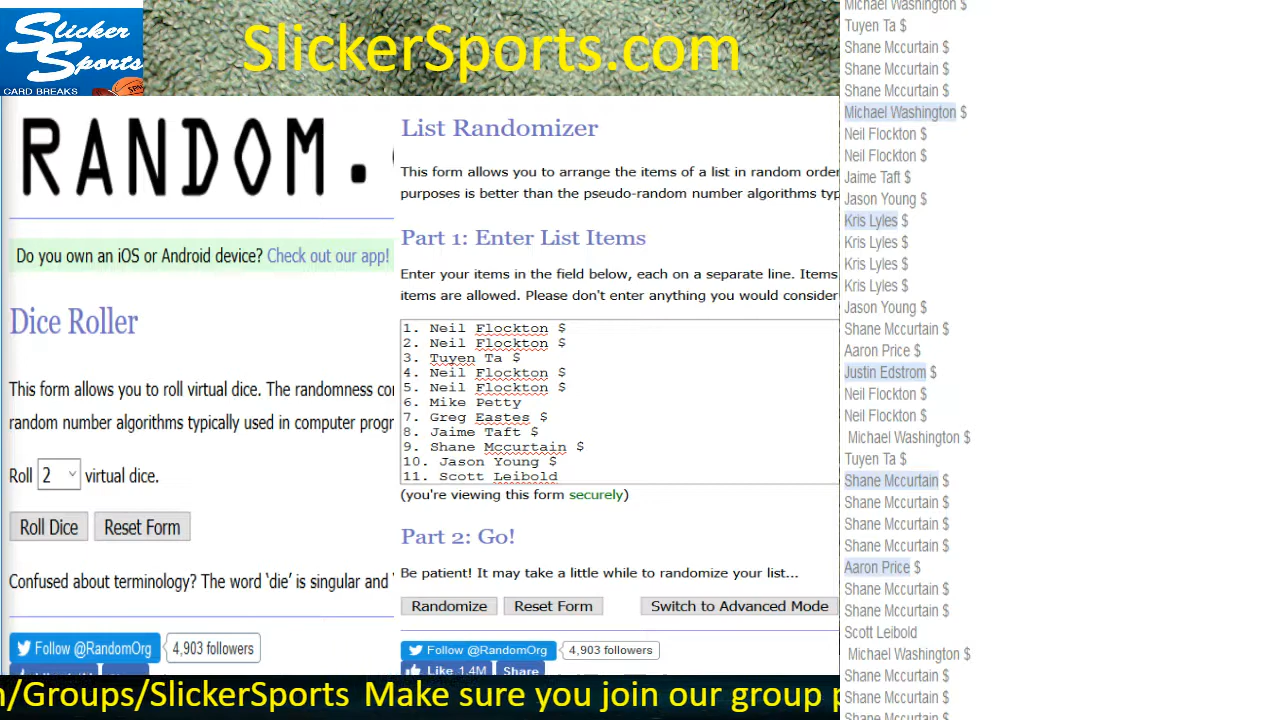 Slicker
Sports
CARD BREAKS
SlickerSports.com
RANDOM.
Do you own an iOS or Android device? Check out our app!
Dice Roller
This form allows you to roll virtual dice. The randomness
random number algorithms typically used in computer
Roll 2 virtual dice.
Roll Dice Reset Form
Confused about terminology? The word ‘die’ is singular and
Follow @RandomOrg 4,903 followers
List Randomizer
This form allows you to arrange the items of a list in random
purposes is better than the pseudo-random number algorithms
Part 1: Enter List Items
Enter your items in the field below, each on a separate line. Items
items are allowed. Please don't enter anything you would consider
1. Neil Flockton $
2. Neil Flockton $
3. Tuyen Ta $
4. Neil Flockton $
5. Neil Flockton $
6. Mike Petty
7. Greg Eastes $
8. Jaime Taft $
9. Shane Mccurtain $
10. Jason Young $
11. Scott Leibold
(you're viewing this form securely)
Part 2: Go!
Be patient! It may take a little while to randomize your list...
Randomize Reset Form Switch to Advanced Mode
Follow @RandomOrg 4,903 followers
Like 1.4M Share
Michael Washington $
Tuyen Ta $
Shane Mccurtain $
Shane Mccurtain $
Shane Mccurtain $
Michael Washington $
Neil Flockton $
Neil Flockton $
Jaime Taft $
Jason Young $
Kris Lyles $
Kris Lyles $
Kris Lyles $
Kris Lyles $
Jason Young $
Shane Mccurtain $
Aaron Price $
Justin Edstrom $
Neil Flockton $
Neil Flockton $
Michael Washington $
Tuyen Ta $
Shane Mccurtain $
Shane Mccurtain $
Shane Mccurtain $
Shane Mccurtain $
Aaron Price $
Shane Mccurtain $
Shane Mccurtain $
Scott Leibold
Michael Washington $
Shane Mccurtain $
Shane Mccurtain $
Shane Mccurtain $
/Groups/SlickerSports Make sure you join our group